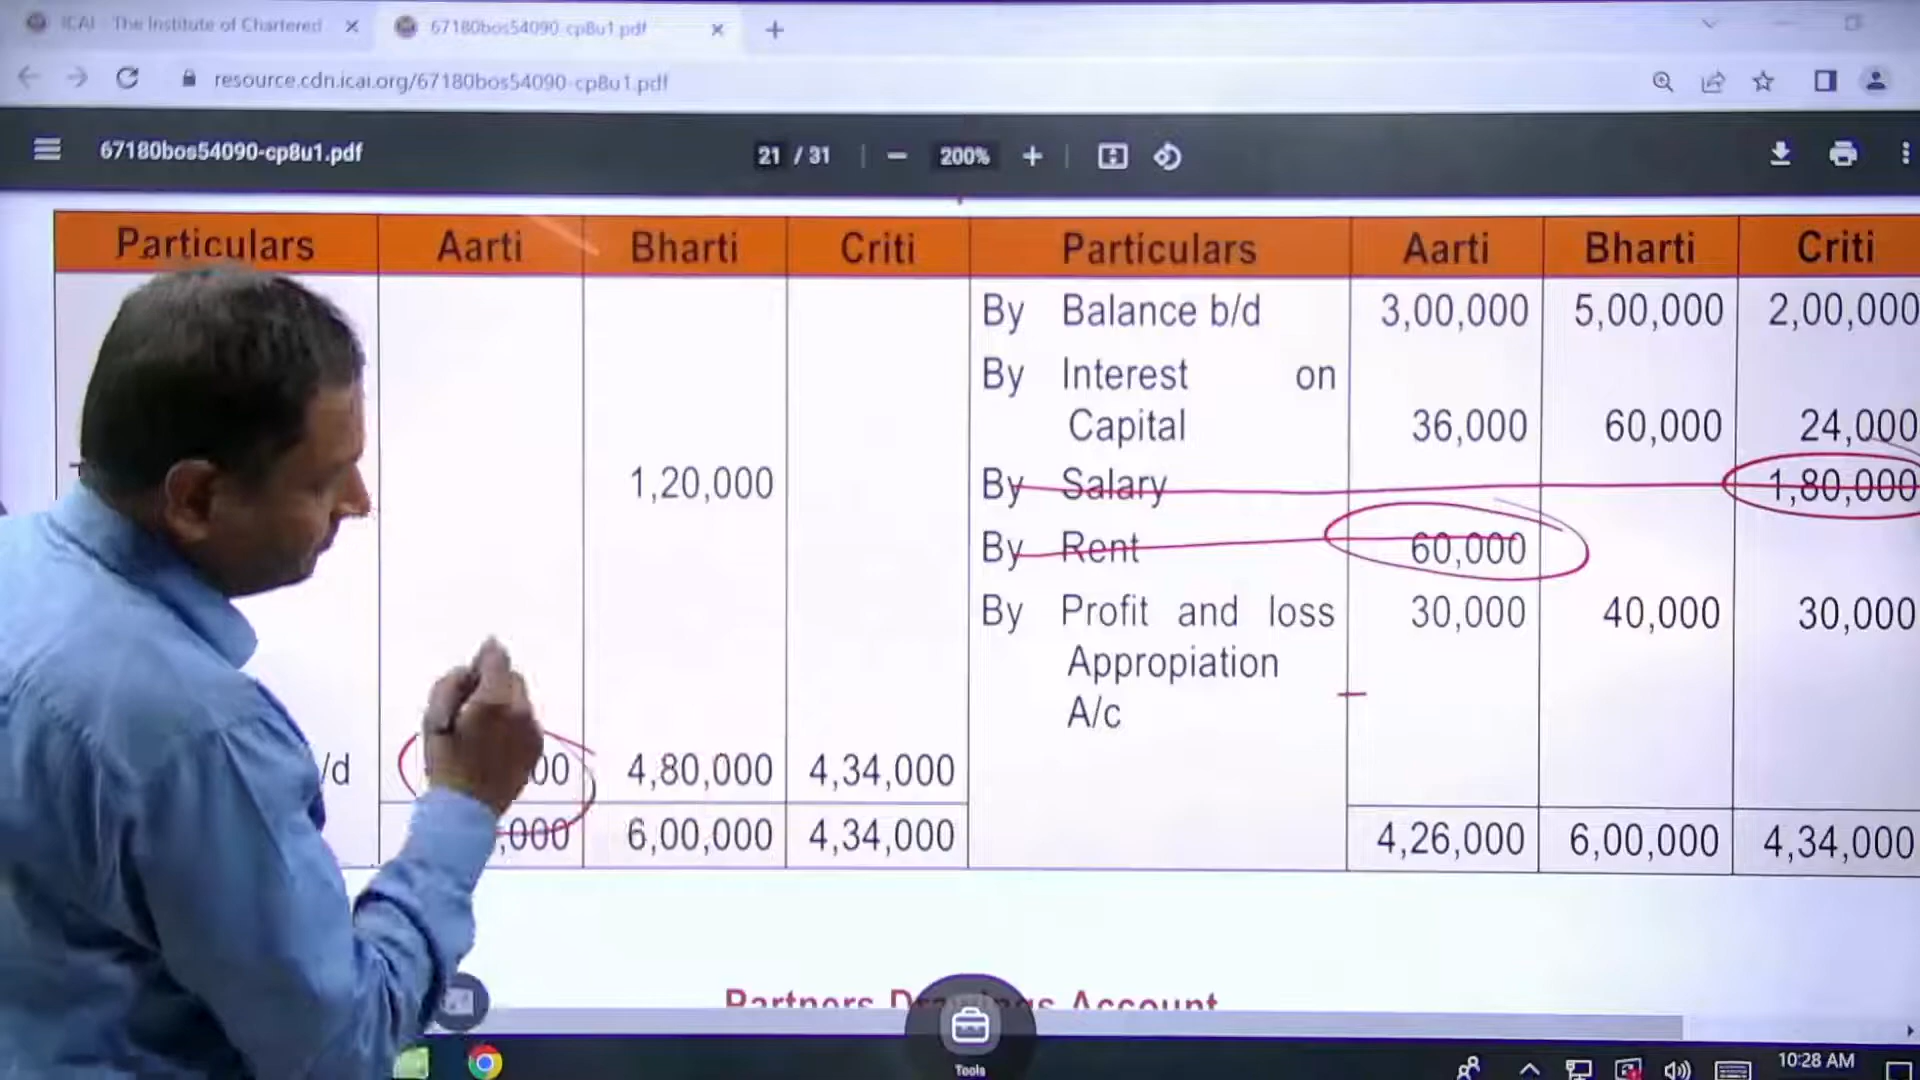 ICAI - The Institute of Chartered
67180bos54090-cp8u1.pdf
resource.cdn.icai.org/67180bos54090-cp8u1.pdf
67180bos54090-cp8u1.pdf
21 / 31
200%
Particulars Aarti Bharti Criti Particulars Aarti Bharti Criti
By Balance b/d 3,00,000 5,00,000 2,00,000
By Interest on
Capital 36,000 60,000 24,000
1,20,000 By Salary 1,80,000
By Rent 60,000
By Profit and loss 30,000 40,000 30,000
Appropiation
A/c
/d 00 4,80,000 4,34,000
,000 6,00,000 4,34,000 4,26,000 6,00,000 4,34,000
Partners Account
Tools
10:28 AM